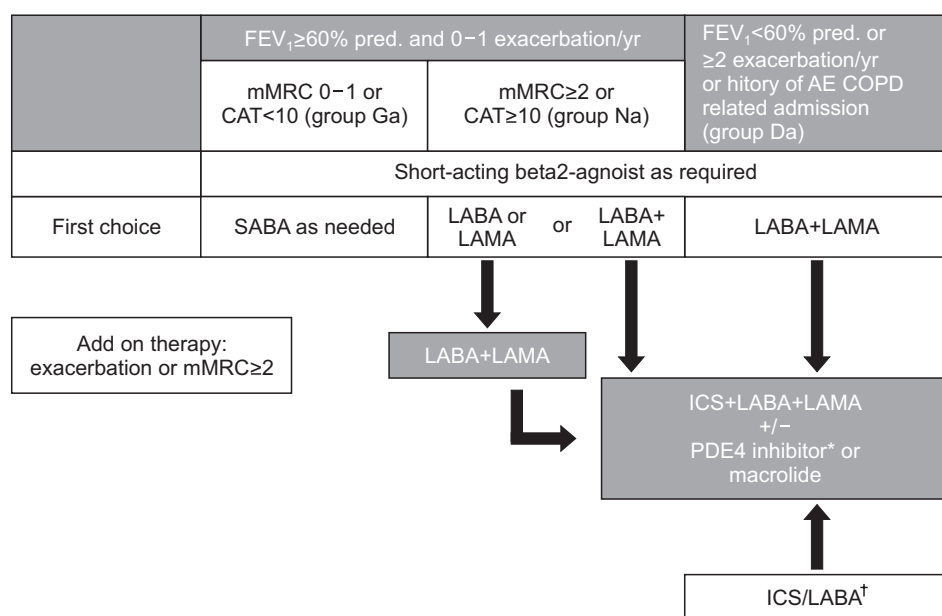 FEV₁≥60% pred. and 0−1 exacerbation/yr
FEV₁<60% pred. or
≥2 exacerbation/yr
or hitory of AE COPD
related admission
(group Da)
mMRC 0−1 or
CAT<10 (group Ga)
mMRC≥2 or
CAT≥10 (group Na)
Short-acting beta2-agnoist as required
First choice
SABA as needed
LABA or
LAMA
or
LABA+
LAMA
LABA+LAMA
Add on therapy:
exacerbation or mMRC≥2
LABA+LAMA
ICS+LABA+LAMA
+/−
PDE4 inhibitor* or
macrolide
ICS/LABA†